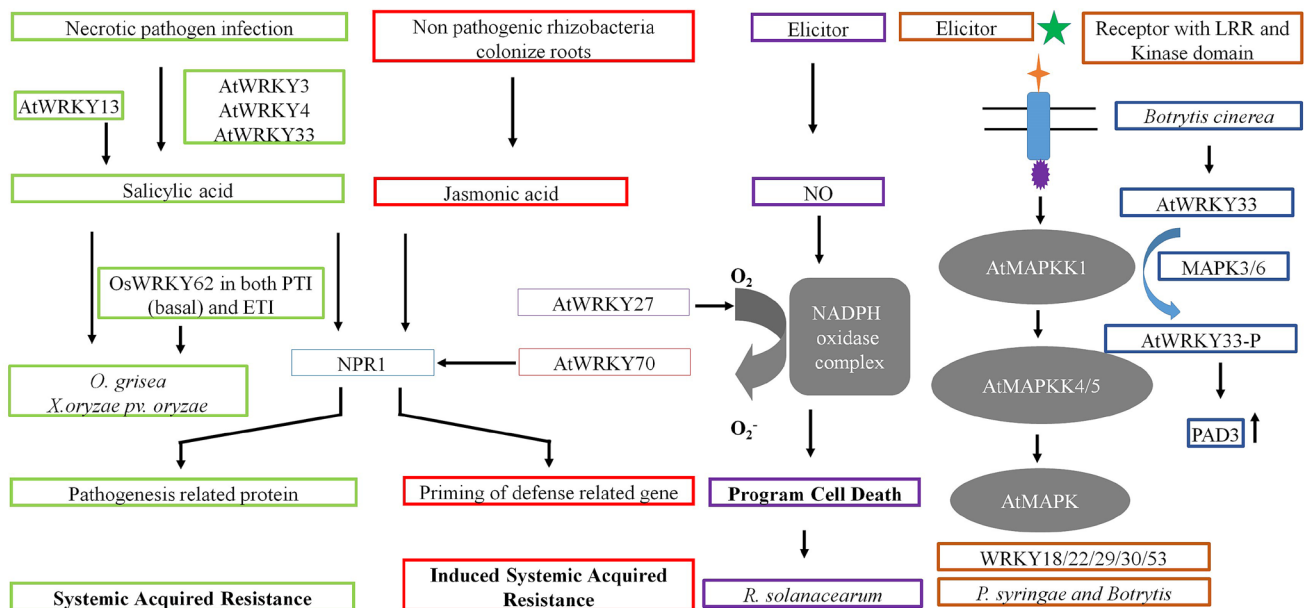 Necrotic pathogen infection
AtWRKY13
AtWRKY3
AtWRKY4
AtWRKY33
Salicylic acid
OsWRKY62 in both PTI
(basal) and ETI
O. grisea
X.oryzae pv. oryzae
Pathogenesis related protein
Systemic Acquired Resistance
Non pathogenic rhizobacteria
colonize roots
Jasmonic acid
NPR1
AtWRKY27
AtWRKY70
Priming of defense related gene
Induced Systemic Acquired
Resistance
Elicitor
NO
O2
NADPH
oxidase
complex
O2-
Program Cell Death
R. solanacearum
Elicitor
Receptor with LRR and
Kinase domain
AtMAPKK1
AtMAPKK4/5
AtMAPK
WRKY18/22/29/30/53
P. syringae and Botrytis
Botrytis cinerea
AtWRKY33
MAPK3/6
AtWRKY33-P
PAD3